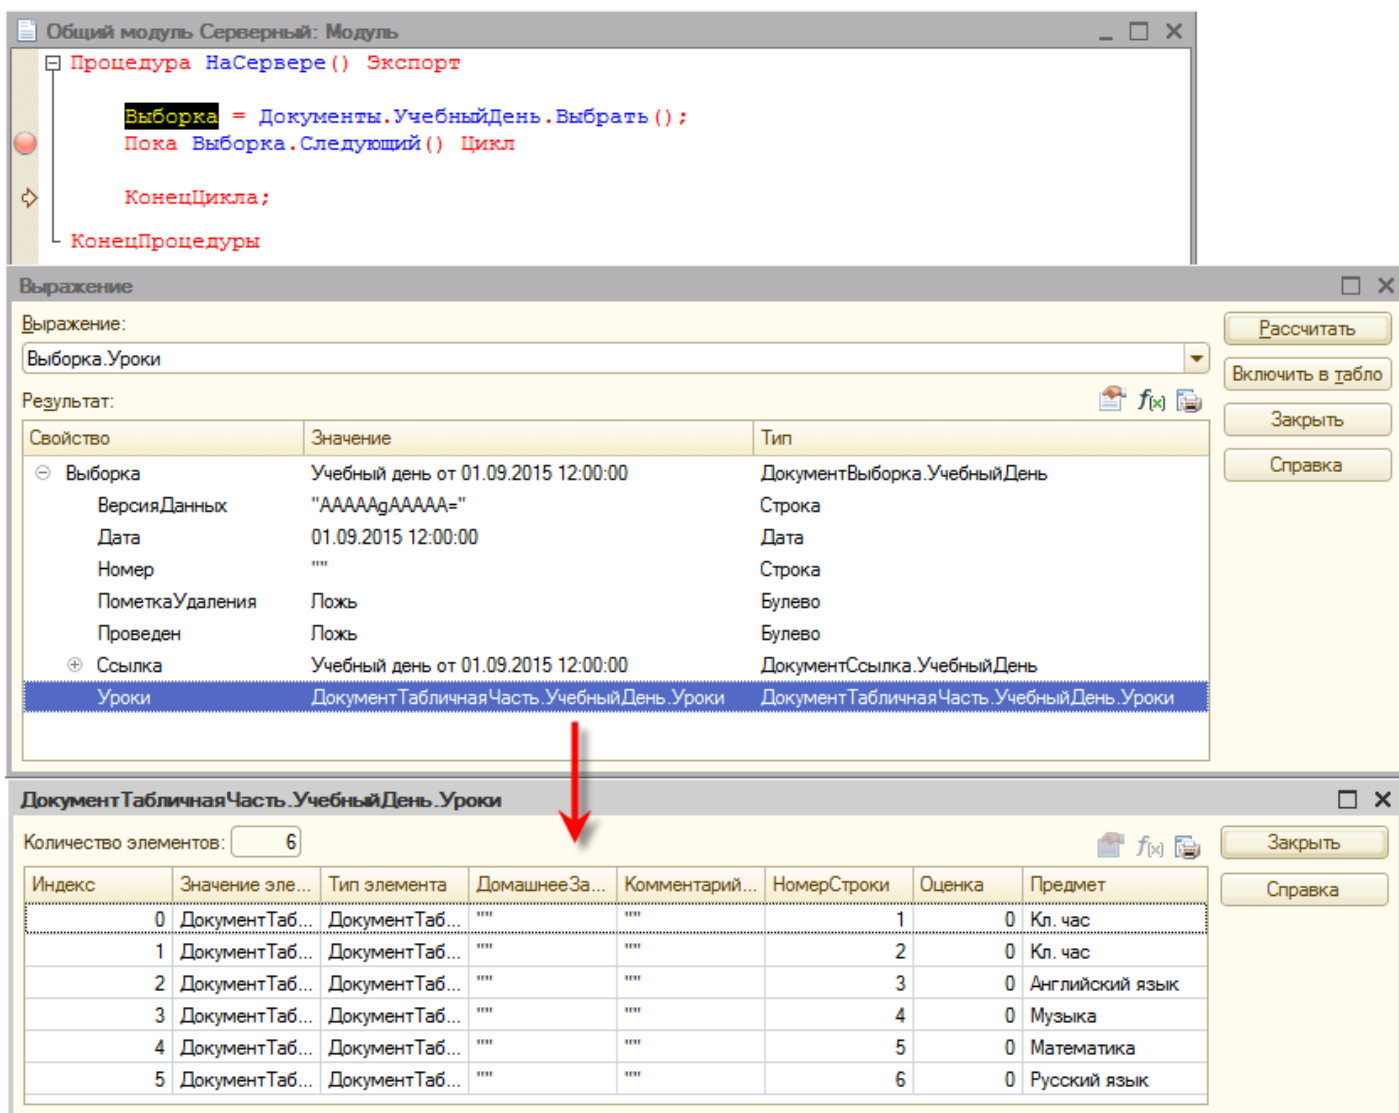 Общий модуль Серверный: Модуль
Процедура НаСервере() Экспорт
Выборка = Документы.УчебныйДень.Выбрать();
Пока Выборка.Следующий() Цикл
КонецЦикла;
КонецПроцедуры
Выражение
Выражение:
Рассчитать
Выборка.Уроки
Включить в табло
Результат:
Закрыть
Свойство Значение Тип
Справка
Выборка Учебный день от 01.09.2015 12:00:00 ДокументВыборка.УчебныйДень
ВерсияДанных "AAAAAgAAAAA=" Строка
Дата 01.09.2015 12:00:00 Дата
Номер "" Строка
ПометкаУдаления Ложь Булево
Проведен Ложь Булево
Ссылка Учебный день от 01.09.2015 12:00:00 ДокументСсылка.УчебныйДень
Уроки ДокументТабличнаяЧасть.УчебныйДень.Уроки ДокументТабличнаяЧасть.УчебныйДень.Уроки
ДокументТабличнаяЧасть.УчебныйДень.Уроки
Количество элементов: 6
Закрыть
Индекс Значение эле... Тип элемента ДомашнееЗа... Комментарий... НомерСтроки Оценка Предмет
Справка
0 ДокументТаб... ДокументТаб... "" "" 1 0 Кл. час
1 ДокументТаб... ДокументТаб... "" "" 2 0 Кл. час
2 ДокументТаб... ДокументТаб... "" "" 3 0 Английский язык
3 ДокументТаб... ДокументТаб... "" "" 4 0 Музыка
4 ДокументТаб... ДокументТаб... "" "" 5 0 Математика
5 ДокументТаб... ДокументТаб... "" "" 6 0 Русский язык